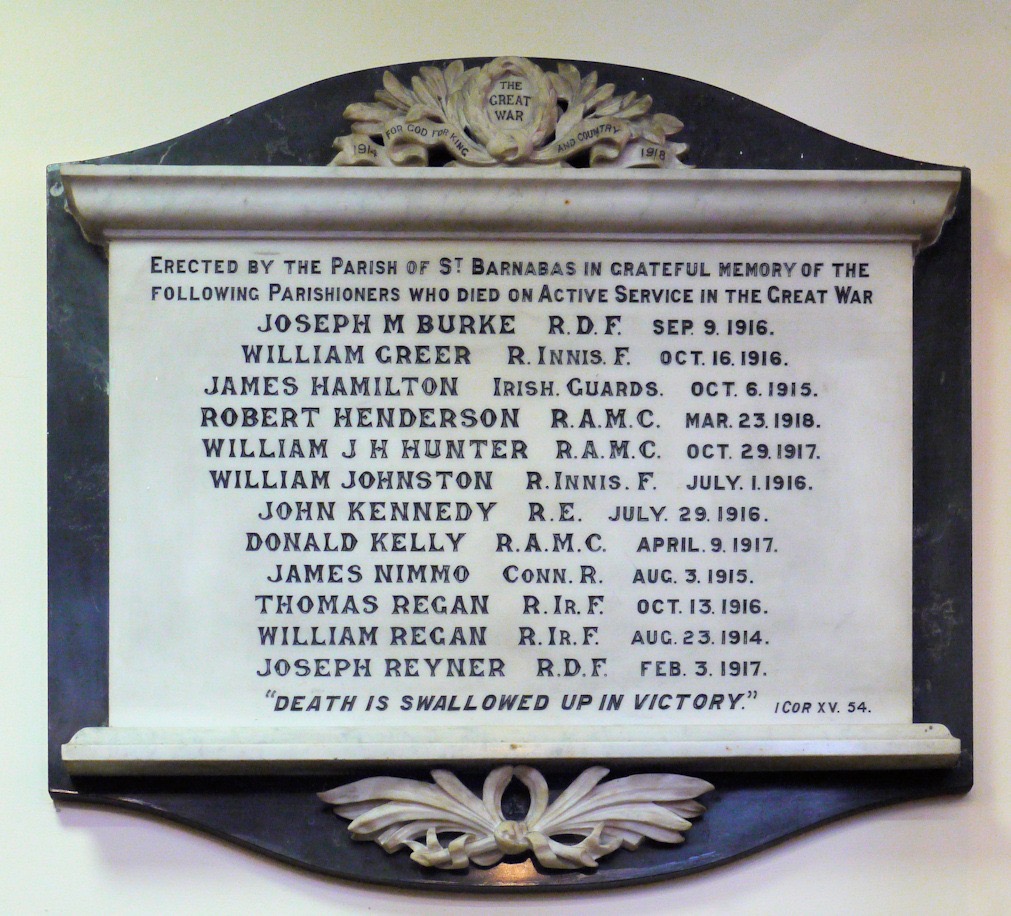 THE
GREAT
WAR
FOR GOD FOR KING
AND COUNTRY
1914
1918
ERECTED BY THE PARISH OF ST BARNABAS IN GRATEFUL MEMORY OF THE
FOLLOWING PARISHIONERS WHO DIED ON ACTIVE SERVICE IN THE GREAT WAR
JOSEPH M BURKE R.D.F. SEP. 9. 1916.
WILLIAM GREER R. INNIS. F. OCT. 16. 1916.
JAMES HAMILTON IRISH. GUARDS. OCT. 6. 1915.
ROBERT HENDERSON R.A.M.C. MAR. 23. 1918.
WILLIAM J H HUNTER R.A.M.C. OCT. 29. 1917.
WILLIAM JOHNSTON R. INNIS. F. JULY. 1. 1916.
JOHN KENNEDY R.E. JULY. 29. 1916.
DONALD KELLY R.A.M.C. APRIL. 9. 1917.
JAMES NIMMO CONN. R. AUG. 3. 1915.
THOMAS REGAN R. IR. F. OCT. 13. 1916.
WILLIAM REGAN R. IR. F. AUG. 23. 1914.
JOSEPH REYNER R.D.F. FEB. 3. 1917.
"DEATH IS SWALLOWED UP IN VICTORY." 1 COR XV. 54.